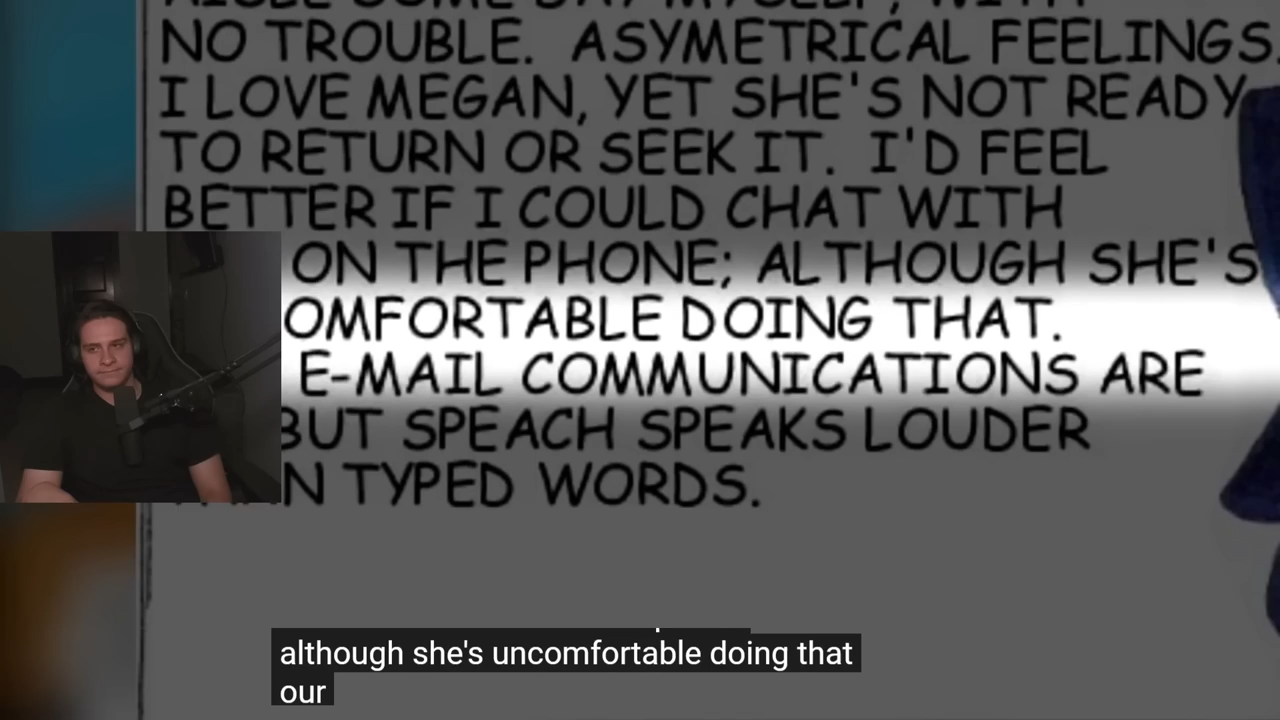 NO TROUBLE. ASYMETRICAL FEELINGS.
I LOVE MEGAN, YET SHE'S NOT READY
TO RETURN OR SEEK IT. I'D FEEL
BETTER IF I COULD CHAT WITH
ON THE PHONE; ALTHOUGH SHE'S
OMFORTABLE DOING THAT.
E-MAIL COMMUNICATIONS ARE
BUT SPEACH SPEAKS LOUDER
N TYPED WORDS.
although she's uncomfortable doing that
our